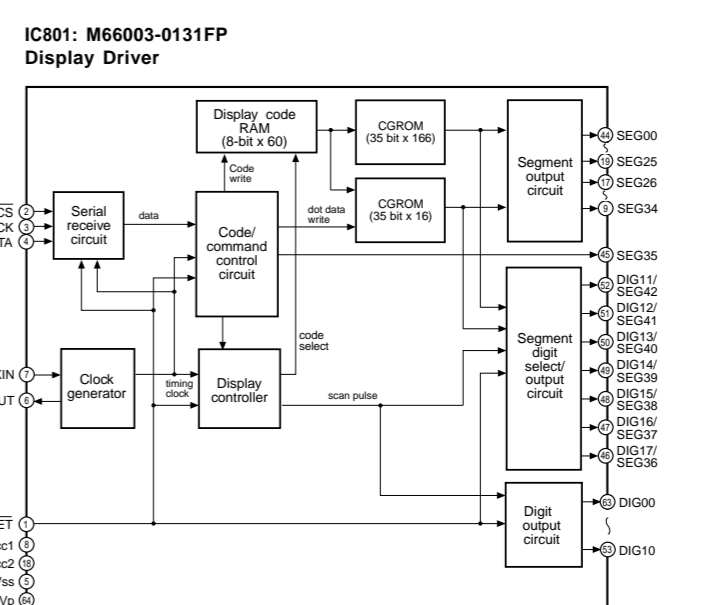 IC801: M66003-0131FP
Display Driver
Display code
RAM
(8-bit x 60)
CGROM
(35 bit x 166)
Segment
output
circuit
44 SEG00
19 SEG25
17 SEG26
9 SEG34
Code
write
CGROM
(35 bit x 16)
CS 2
CK 3
TA 4
Serial
receive
circuit
data
Code/
command
control
circuit
dot data
write
45 SEG35
Segment
digit
select/
output
circuit
52 DIG11/
SEG42
51 DIG12/
SEG41
50 DIG13/
SEG40
49 DIG14/
SEG39
48 DIG15/
SEG38
47 DIG16/
SEG37
46 DIG17/
SEG36
code
select
KIN 7
UT 6
Clock
generator
timing
clock
Display
controller
scan pulse
Digit
output
circuit
63 DIG00
53 DIG10
ET 1
cc1 8
cc2 18
/ss 5
Vp 64